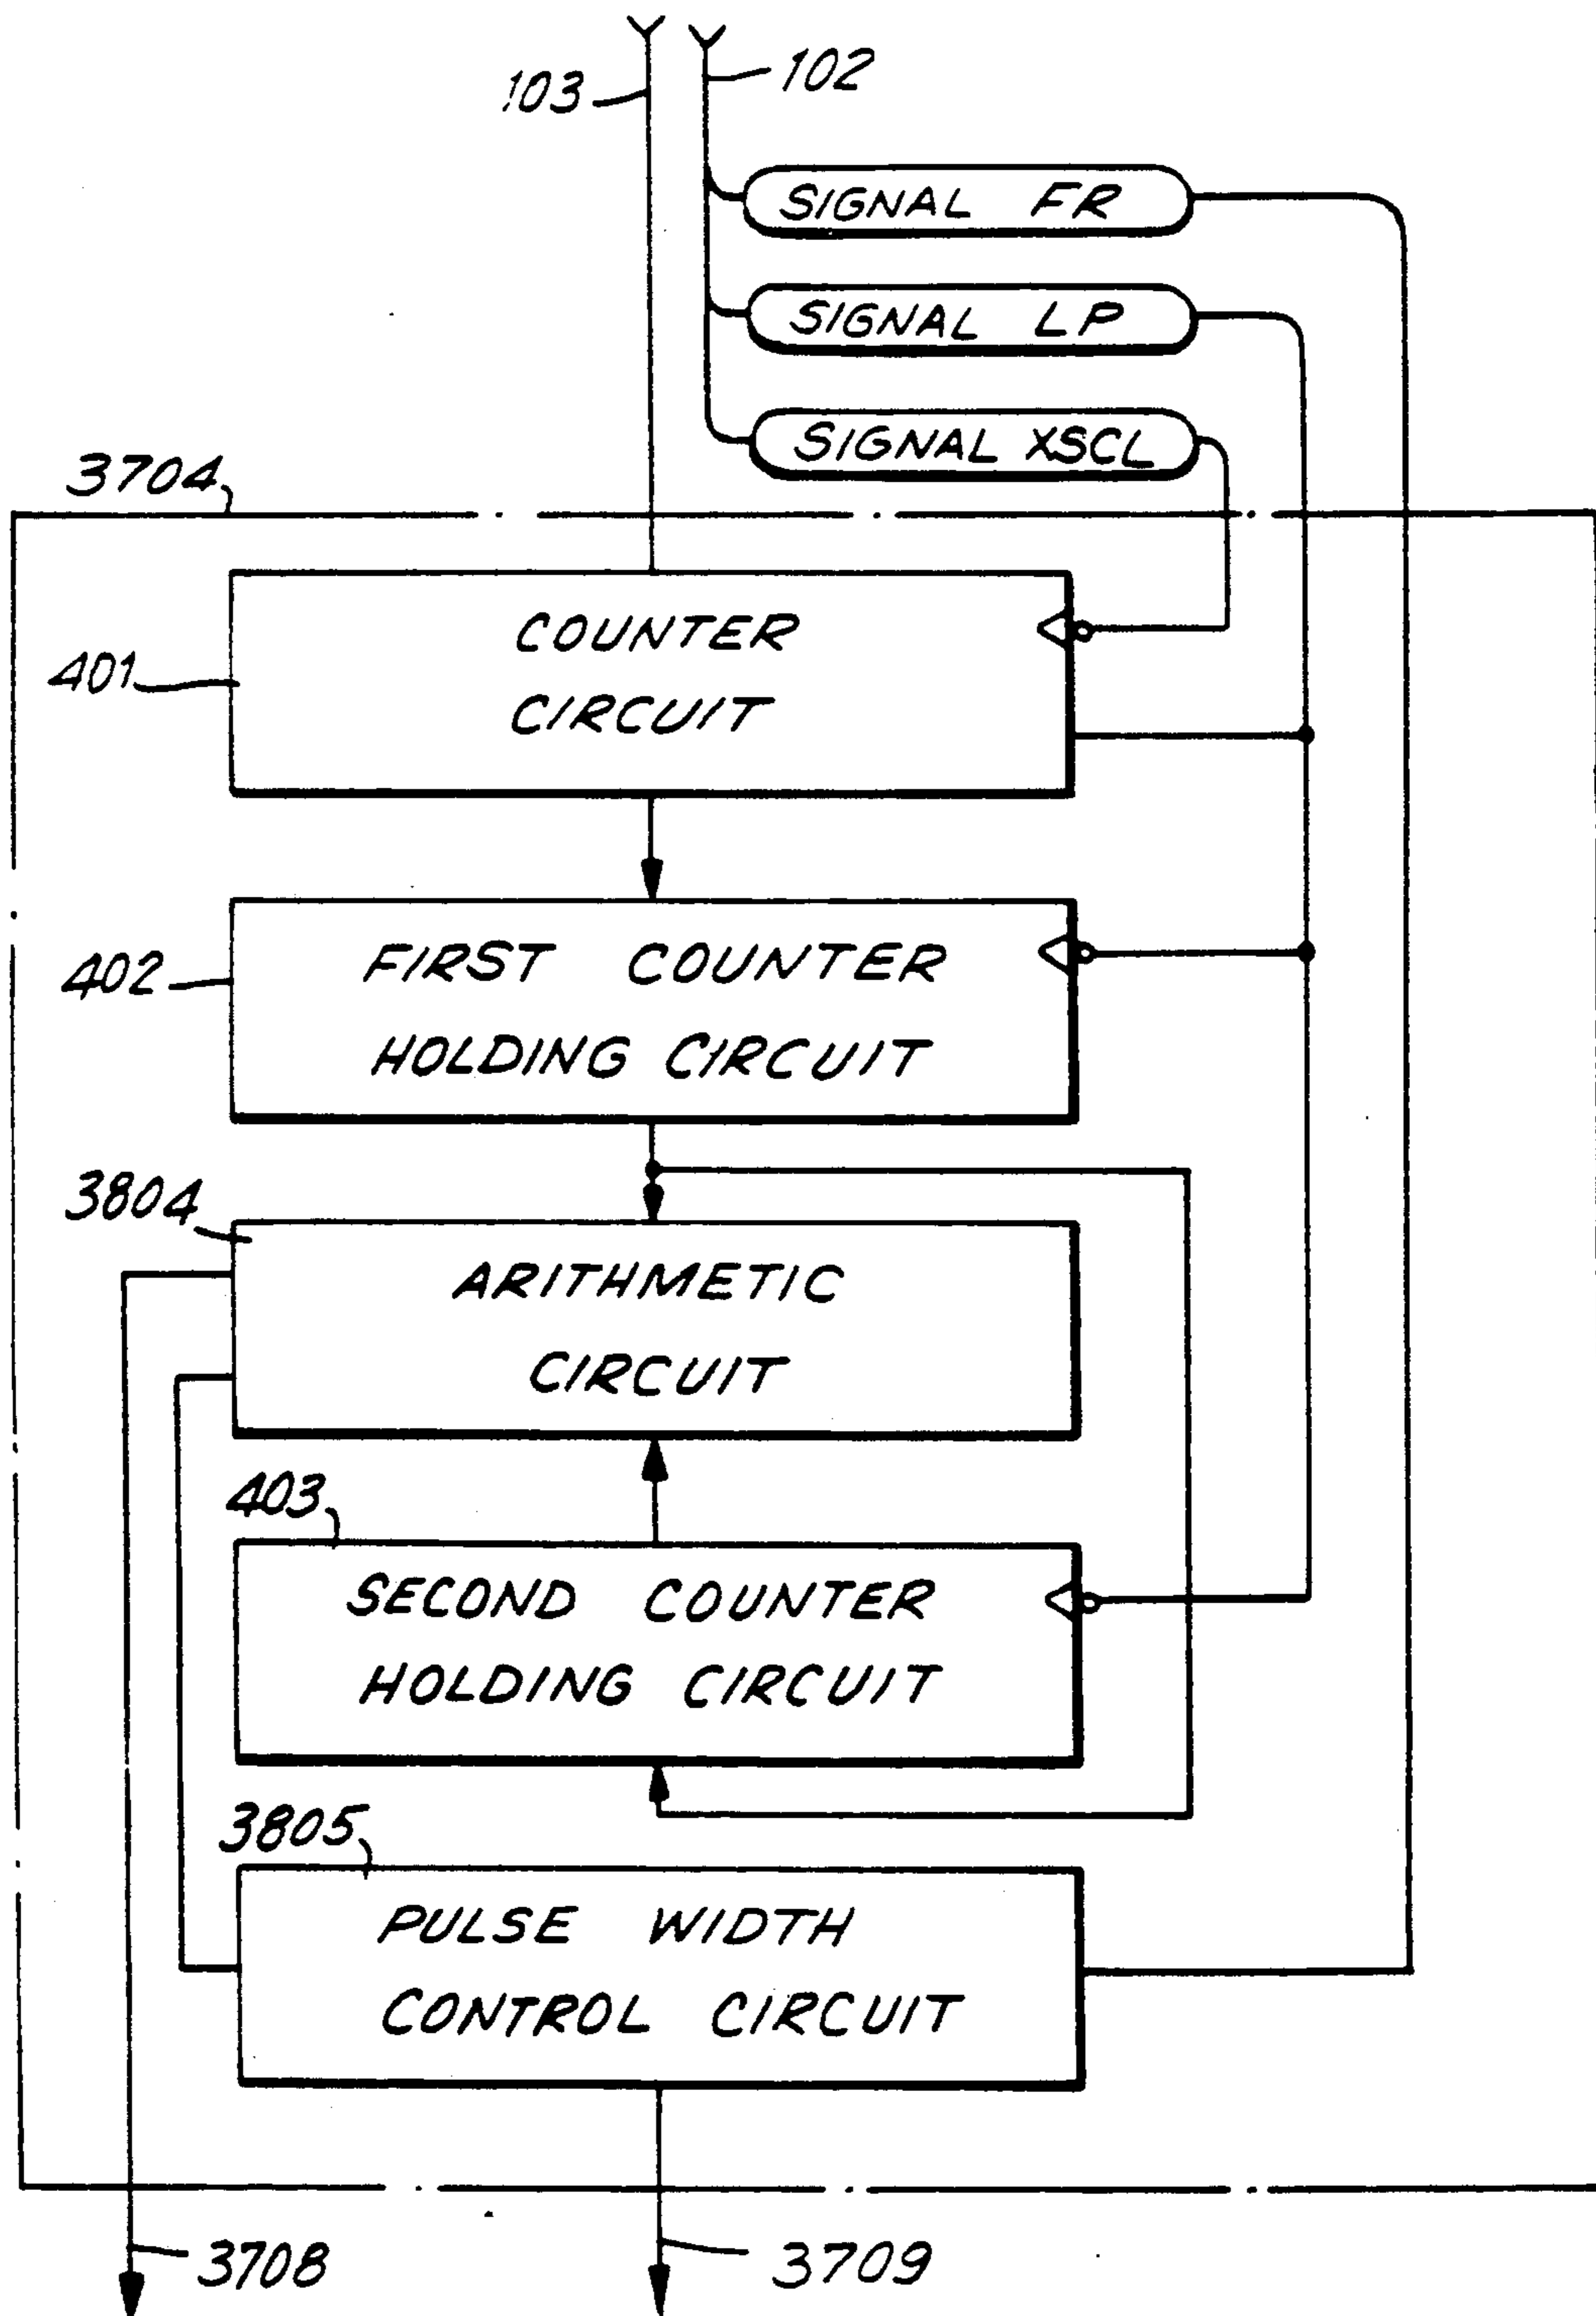 103
102
SIGNAL FR
SIGNAL LP
SIGNAL XSCL
3704
COUNTER
CIRCUIT
401
FIRST COUNTER
HOLDING CIRCUIT
402
3804
ARITHMETIC
CIRCUIT
403
SECOND COUNTER
HOLDING CIRCUIT
3805
PULSE WIDTH
CONTROL CIRCUIT
3708
3709